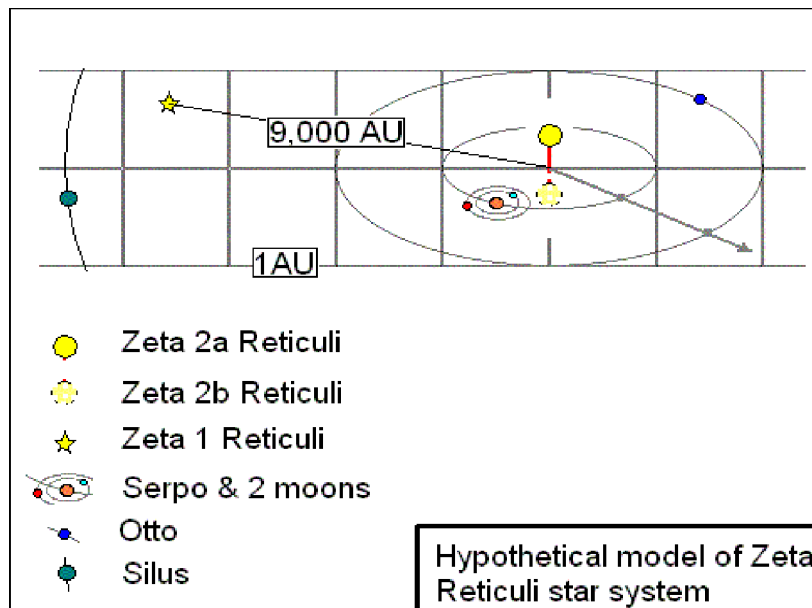 9,000 AU
1AU
Zeta 2a Reticuli
Zeta 2b Reticuli
Zeta 1 Reticuli
Serpo & 2 moons
Otto
Silus
Hypothetical model of Zeta
Reticuli star system